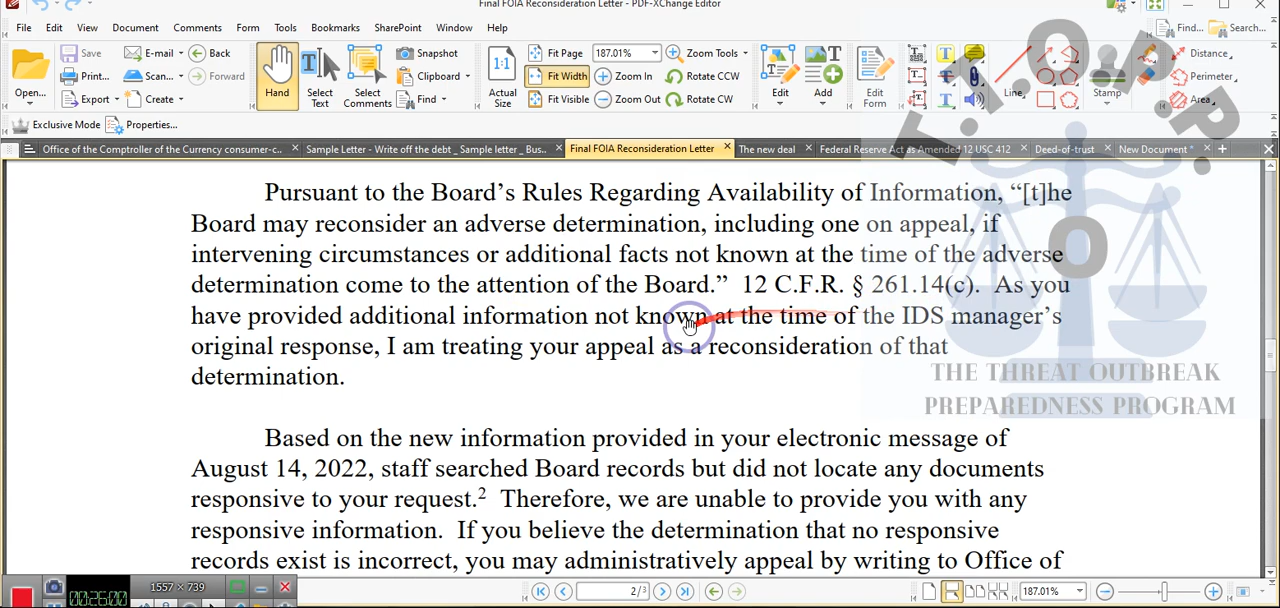 Final FOIA Reconsideration Letter - PDF-XChange Editor
File Edit View Document Comments Form Tools Bookmarks SharePoint Window Help
Find... Search...
Open...
Save
Print...
Export
E-mail
Scan...
Create
Back
Forward
Hand
Select Text
Select Comments
Snapshot
Clipboard
Find
1:1
Actual Size
Fit Page
Fit Width
Fit Visible
187.01%
Zoom In
Zoom Out
Zoom Tools
Rotate CCW
Rotate CW
Edit
Add
Edit Form
Line
Stamp
Distance
Perimeter
Area
Exclusive Mode Properties...
Office of the Comptroller of the Currency consumer-c... Sample Letter - Write off the debt _ Sample letter _ Bus... Final FOIA Reconsideration Letter The new deal Federal Reserve Act as Amended 12 USC 412 Deed-of-trust New Document *
T.T.O.P.P.
Pursuant to the Board’s Rules Regarding Availability of Information, “[t]he
Board may reconsider an adverse determination, including one on appeal, if
intervening circumstances or additional facts not known at the time of the adverse
determination come to the attention of the Board.” 12 C.F.R. § 261.14(c). As you
have provided additional information not known at the time of the IDS manager’s
original response, I am treating your appeal as a reconsideration of that
determination.
THE THREAT OUTBREAK
PREPAREDNESS PROGRAM
Based on the new information provided in your electronic message of
August 14, 2022, staff searched Board records but did not locate any documents
responsive to your request.2 Therefore, we are unable to provide you with any
responsive information. If you believe the determination that no responsive
records exist is incorrect, you may administratively appeal by writing to Office of
00:26:00
1557 × 739
2/3
187.01%